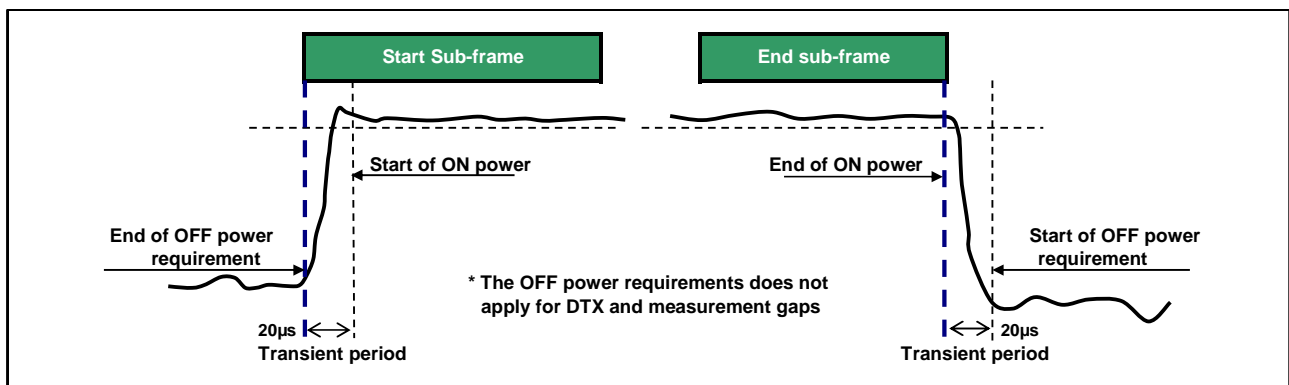 Start Sub-frame
End sub-frame
Start of ON power
End of ON power
End of OFF power
requirement
Start of OFF power
requirement
* The OFF power requirements does not
apply for DTX and measurement gaps
20µs
Transient period
20µs
Transient period